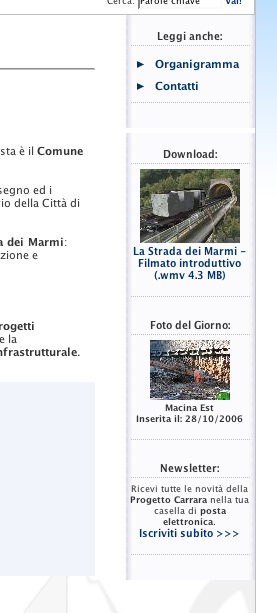 Cerca: Parole chiave Vai!
sta è il Comune
segno ed i
rio della Città di
a dei Marmi:
zione e
rogetti
e la
nfrastrutturale.
Leggi anche:
Organigramma
Contatti
Download:
La Strada dei Marmi –
Filmato introduttivo
(.wmv 4.3 MB)
Foto del Giorno:
Macina Est
Inserita il: 28/10/2006
Newsletter:
Ricevi tutte le novità della
Progetto Carrara nella tua
casella di posta
elettronica.
Iscriviti subito >>>